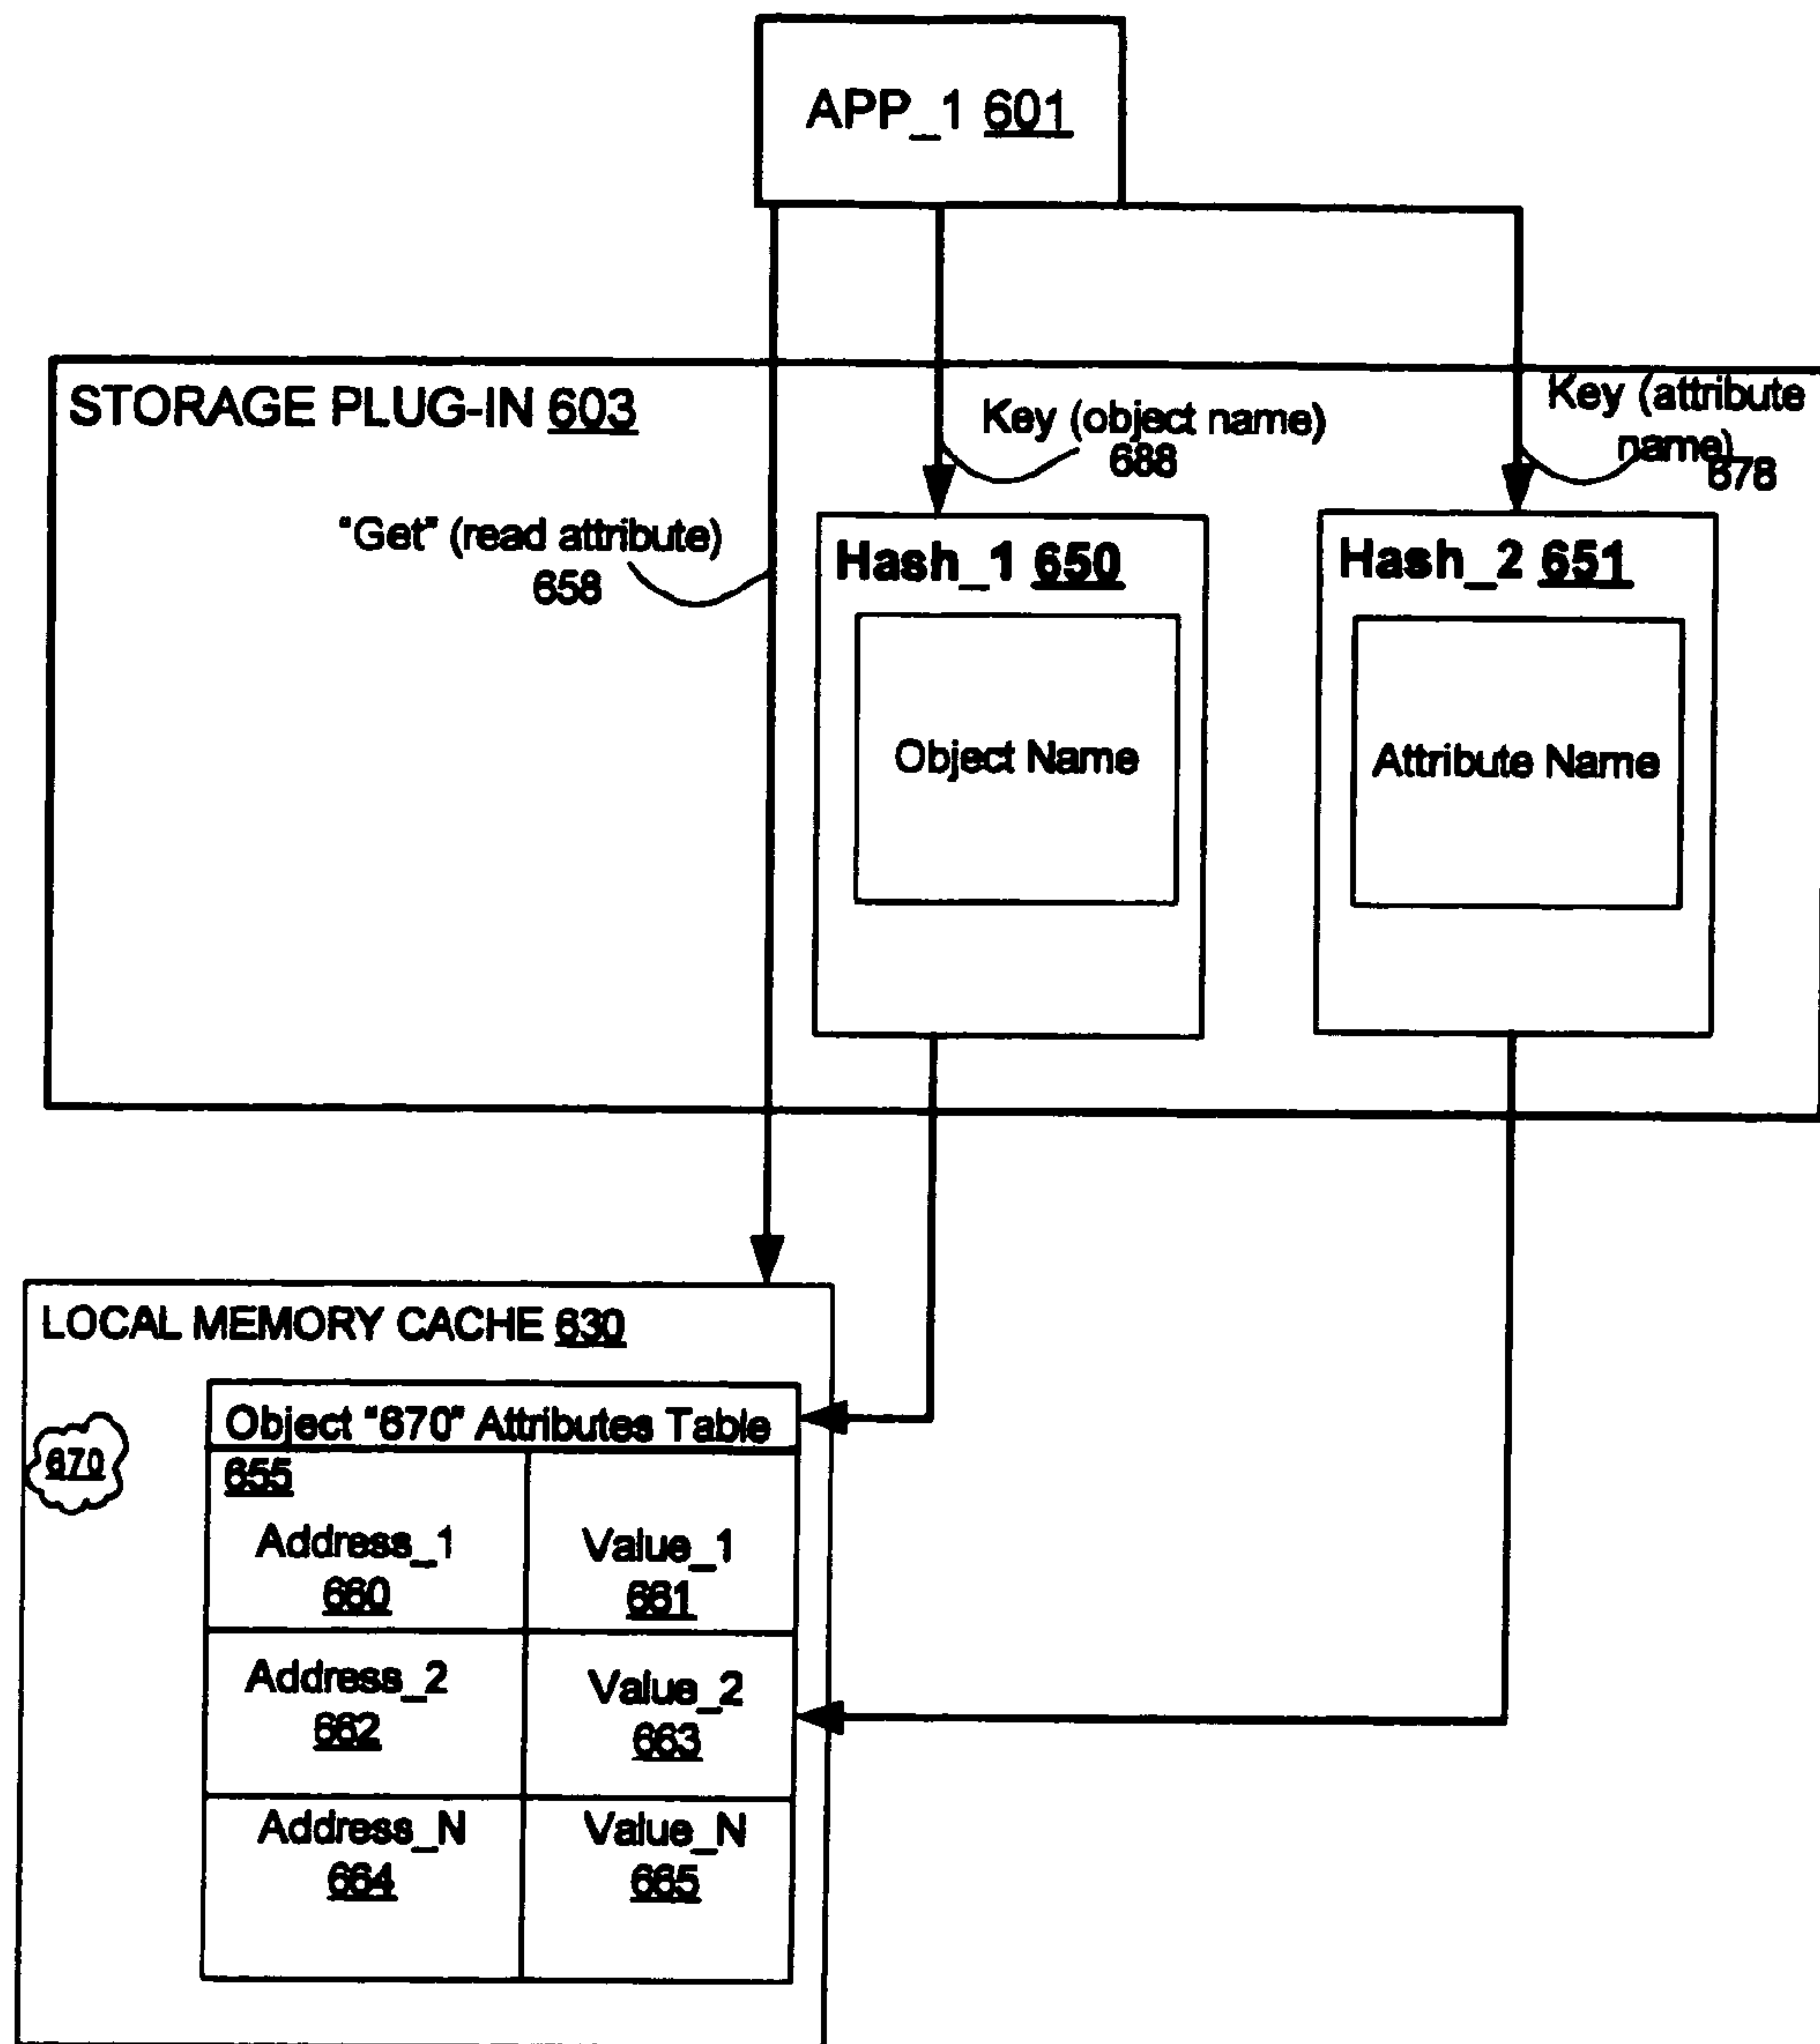 APP_1 601
STORAGE PLUG-IN 603
Key (object name)
688
Key (attribute
name)
678
"Get" (read attribute)
658
Hash_1 650
Object Name
Hash_2 651
Attribute Name
LOCAL MEMORY CACHE 630
670
Object "670" Attributes Table
655
Address_1
660
Value_1
661
Address_2
662
Value_2
663
Address_N
664
Value_N
665